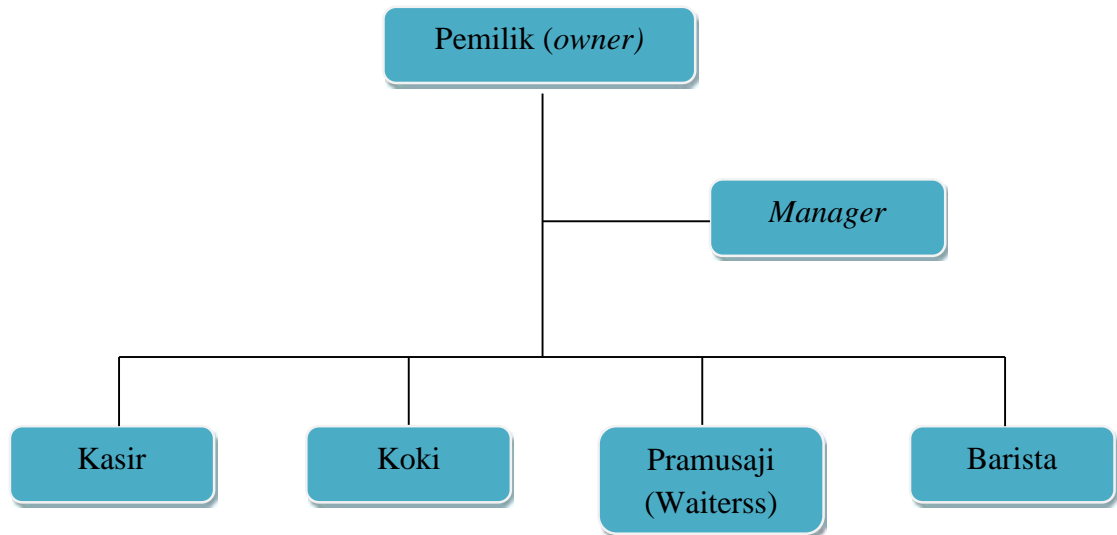 Pemilik (owner)
Manager
Kasir
Koki
Pramusaji
(Waiterss)
Barista